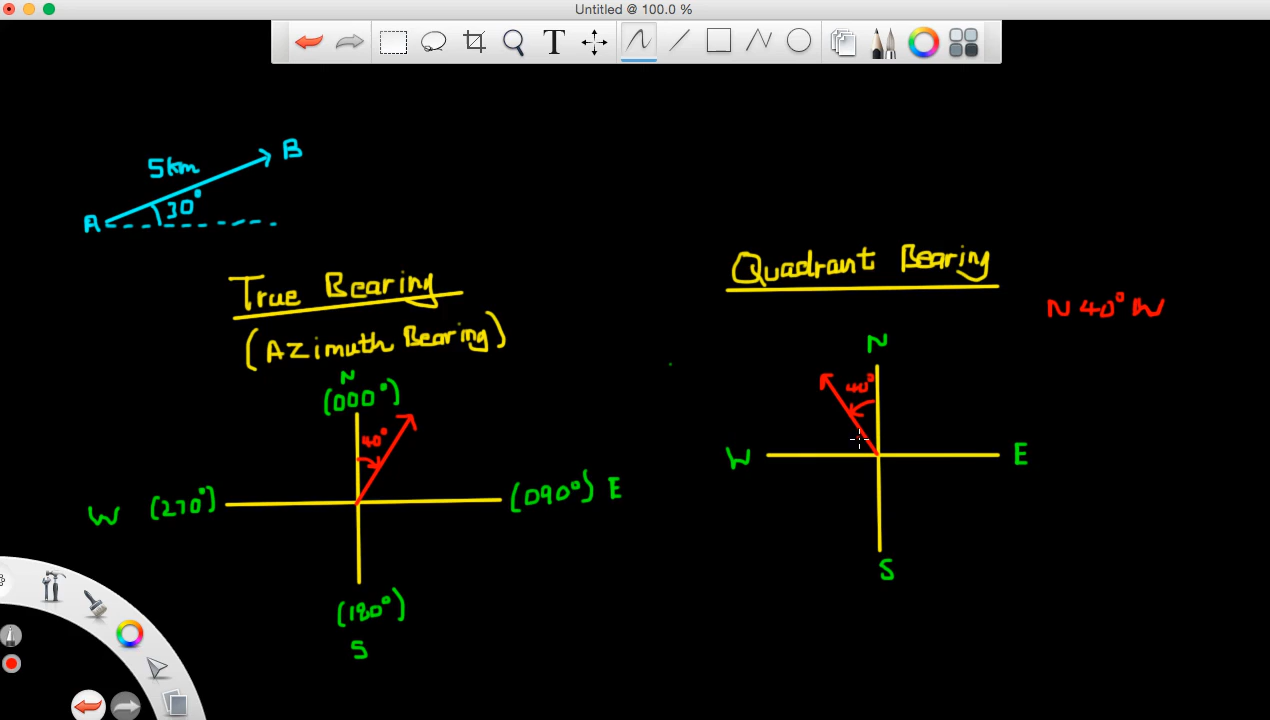 Untitled @ 100.0 %
T
5km
B
30°
A
True Bearing
(Azimuth Bearing)
N
(000°)
40°
W (270°)
(090°) E
(180°)
S
Quadrant Bearing
N 40° W
N
40°
W
E
S